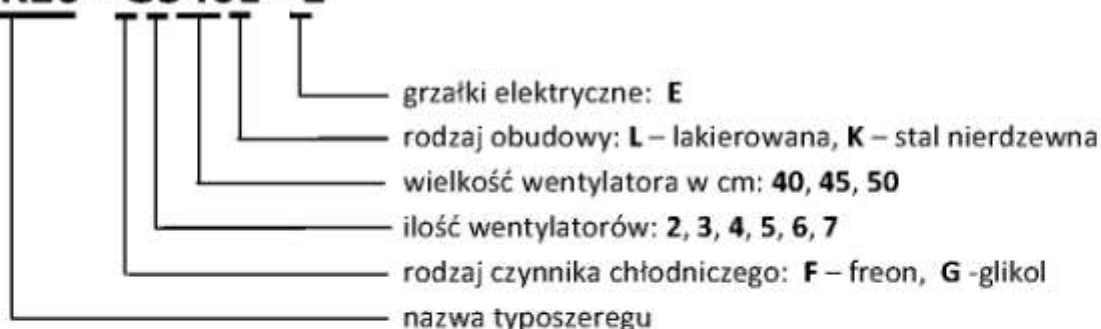 grzałki elektryczne: E
rodzaj obudowy: L – lakierowana, K – stal nierdzewna
wielkość wentylatora w cm: 40, 45, 50
ilość wentylatorów: 2, 3, 4, 5, 6, 7
rodzaj czynnika chłodniczego: F – freon, G -glikol
nazwa typoszeregu